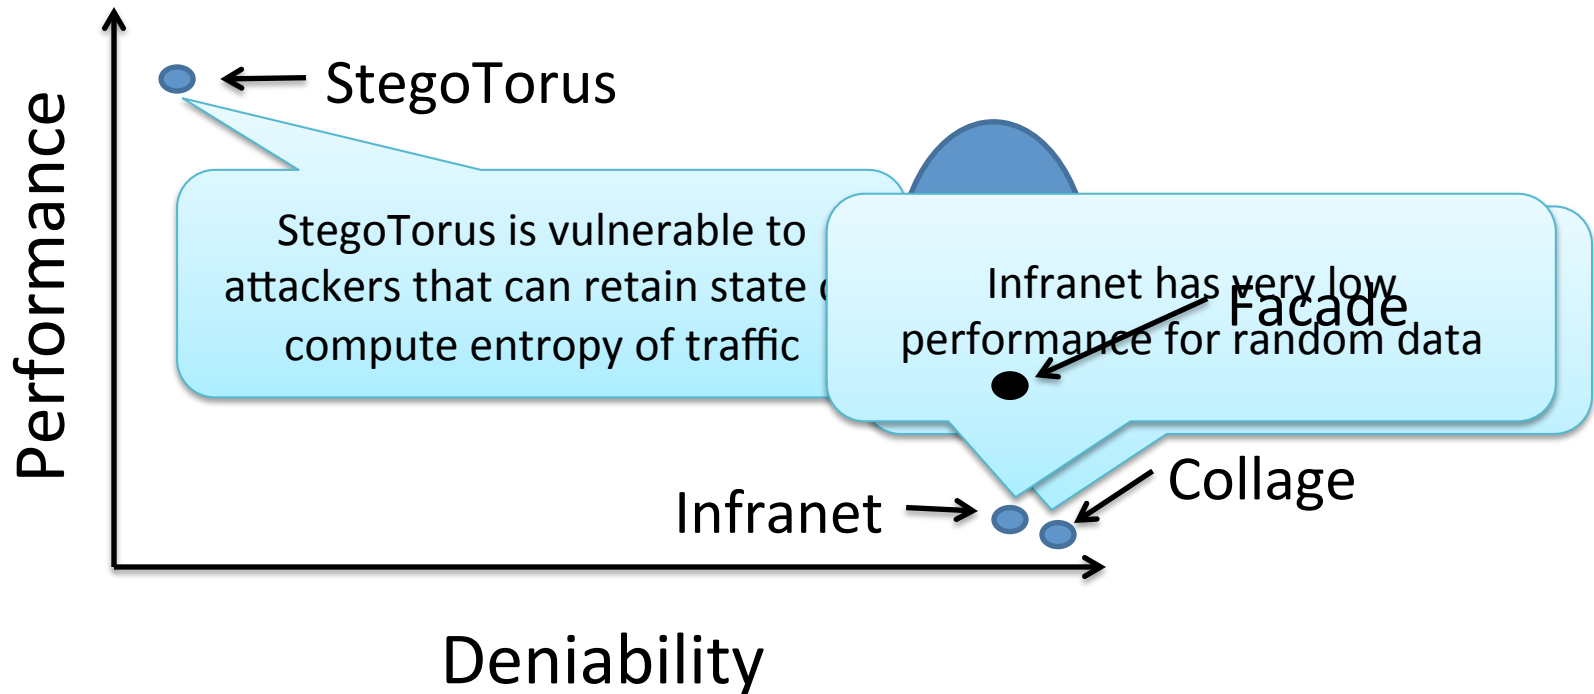 StegoTorus
Performance
StegoTorus is vulnerable to
attackers that can retain state
compute entropy of traffic
Infranet has very low
performance for random data
Facade
Infranet
Collage
Deniability